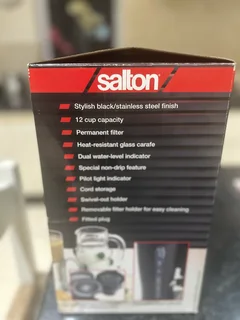 salton
Stylish black/stainless steel finish
12 cup capacity
Permanent filter
Heat-resistant glass carafe
Dual water-level indicator
Special non-drip feature
Pilot light indicator
Cord storage
Swivel-out holder
Removable filter holder for easy cleaning
Fitted plug
salton